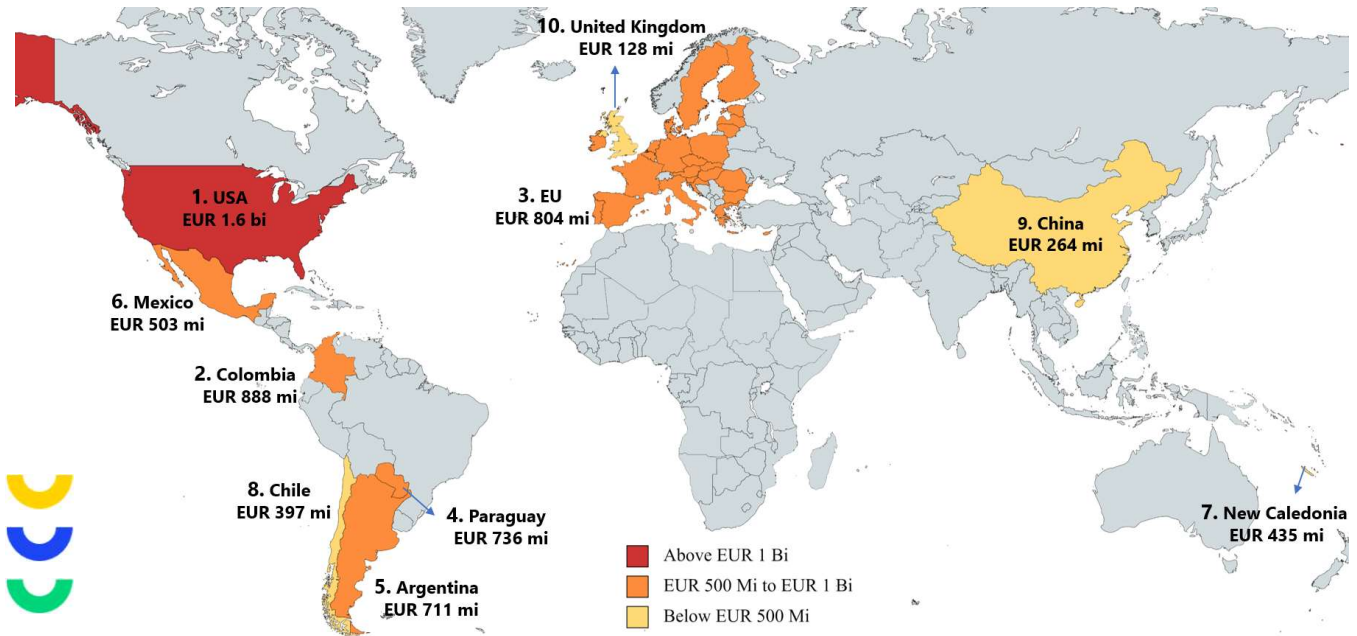 10. United Kingdom
EUR 128 mi
1. USA
EUR 1.6 bi
3. EU
EUR 804 mi
9. China
EUR 264 mi
6. Mexico
EUR 503 mi
2. Colombia
EUR 888 mi
8. Chile
EUR 397 mi
4. Paraguay
EUR 736 mi
7. New Caledonia
EUR 435 mi
5. Argentina
EUR 711 mi
Above EUR 1 Bi
EUR 500 Mi to EUR 1 Bi
Below EUR 500 Mi